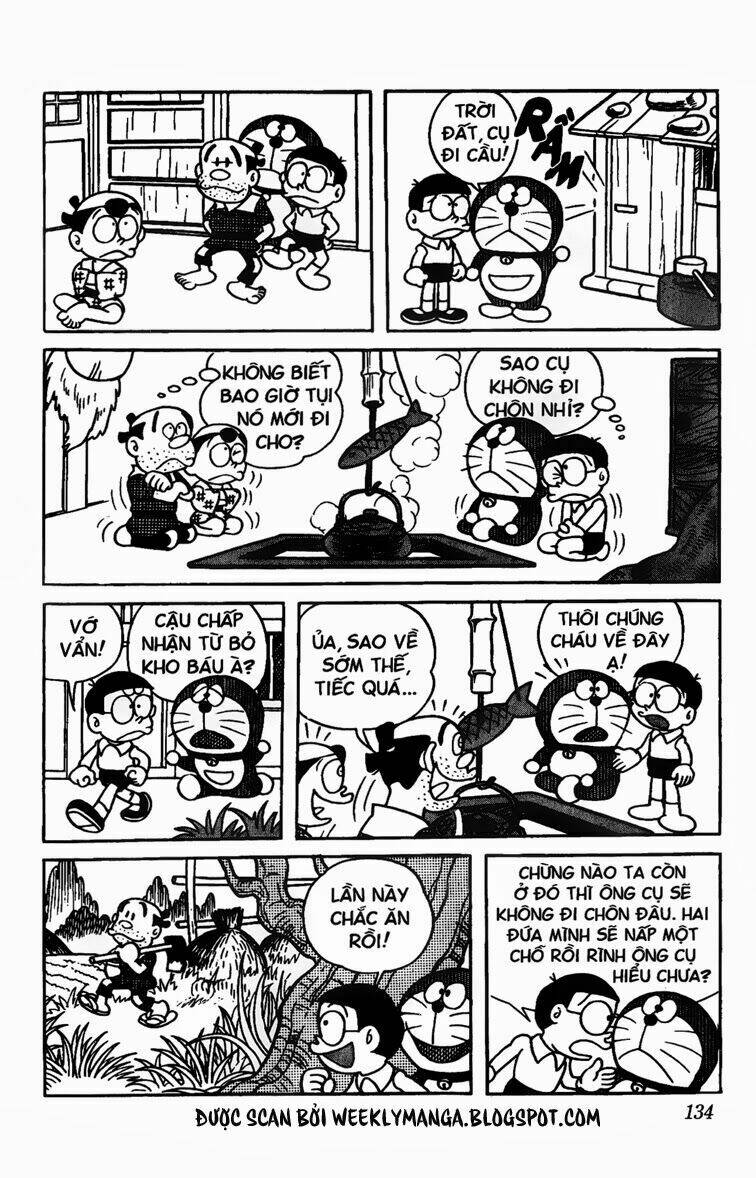 TRỜI
ĐẤT, CỤ
ĐI CẦU!
RẦM
KHÔNG BIẾT
BAO GIỜ TỤI
NÓ MỚI ĐI
CHO?
SAO CỤ
KHÔNG ĐI
CHÔN NHỈ?
VỚ
VẨN!
CẬU CHẤP
NHẬN TỪ BỎ
KHO BÁU À?
ỦA, SAO VỀ
SỚM THẾ,
TIẾC QUÁ...
THÔI CHÚNG
CHÁU VỀ ĐÂY
Ạ!
LẦN NÀY
CHẮC ĂN
RỒI!
CHỪNG NÀO TA CÒN
Ở ĐÓ THÌ ÔNG CỤ SẼ
KHÔNG ĐI CHÔN ĐÂU. HAI
ĐỨA MÌNH SẼ NẤP MỘT
CHỖ RỒI RÌNH ÔNG CỤ
HIỂU CHƯA?
ĐƯỢC SCAN BỞI WEEKLYMANGA.BLOGSPOT.COM
134